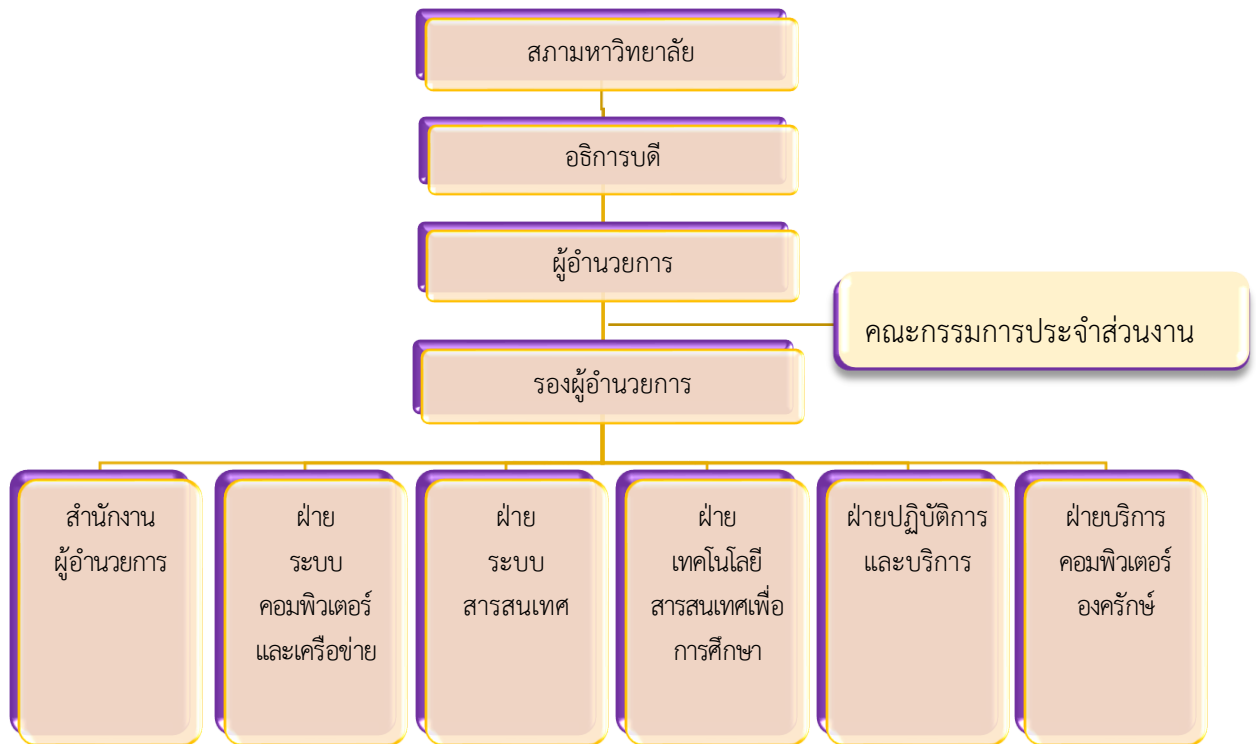 สภามหาวิทยาลัย
อธิการบดี
ผู้อำนวยการ
คณะกรรมการประจำส่วนงาน
รองผู้อำนวยการ
สำนักงาน
ผู้อำนวยการ
ฝ่าย
ระบบ
คอมพิวเตอร์
และเครือข่าย
ฝ่าย
ระบบ
สารสนเทศ
ฝ่าย
เทคโนโลยี
สารสนเทศเพื่อ
การศึกษา
ฝ่ายปฏิบัติการ
และบริการ
ฝ่ายบริการ
คอมพิวเตอร์
องครักษ์